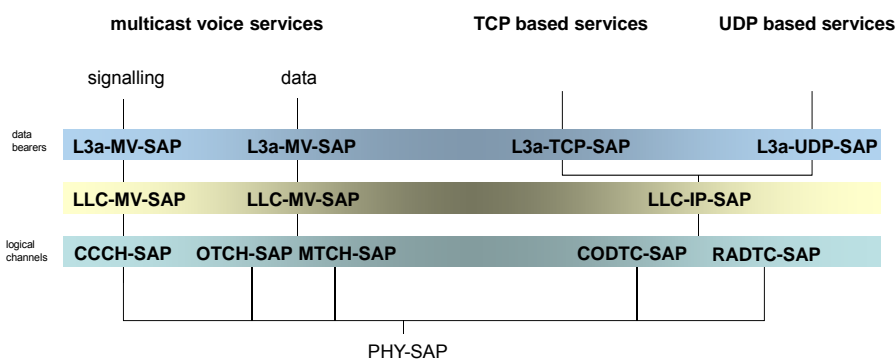 multicast voice services TCP based services UDP based services
signalling data
data
bearers
L3a-MV-SAP L3a-MV-SAP L3a-TCP-SAP L3a-UDP-SAP
LLC-MV-SAP LLC-MV-SAP LLC-IP-SAP
logical
channels
CCCH-SAP OTCH-SAP MTCH-SAP CODTC-SAP RADTC-SAP
PHY-SAP